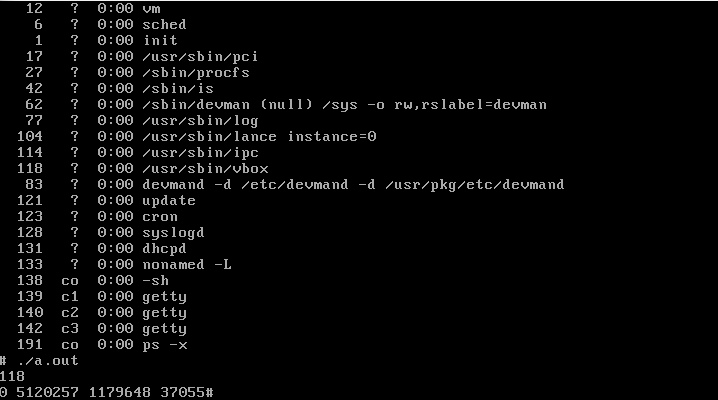 12 ? 0:00 vm
6 ? 0:00 sched
1 ? 0:00 init
17 ? 0:00 /usr/sbin/pci
27 ? 0:00 /sbin/procfs
42 ? 0:00 /sbin/is
62 ? 0:00 /sbin/devman (null) /sys -o rw,rslabel=devman
77 ? 0:00 /usr/sbin/log
104 ? 0:00 /usr/sbin/lance instance=0
114 ? 0:00 /usr/sbin/ipc
118 ? 0:00 /usr/sbin/vbox
83 ? 0:00 devmand -d /etc/devmand -d /usr/pkg/etc/devmand
121 ? 0:00 update
123 ? 0:00 cron
128 ? 0:00 syslogd
131 ? 0:00 dhcpd
133 ? 0:00 nonamed -L
138 co 0:00 -sh
139 c1 0:00 getty
140 c2 0:00 getty
142 c3 0:00 getty
191 co 0:00 ps -x
# ./a.out
118
0 5120257 1179648 37055#